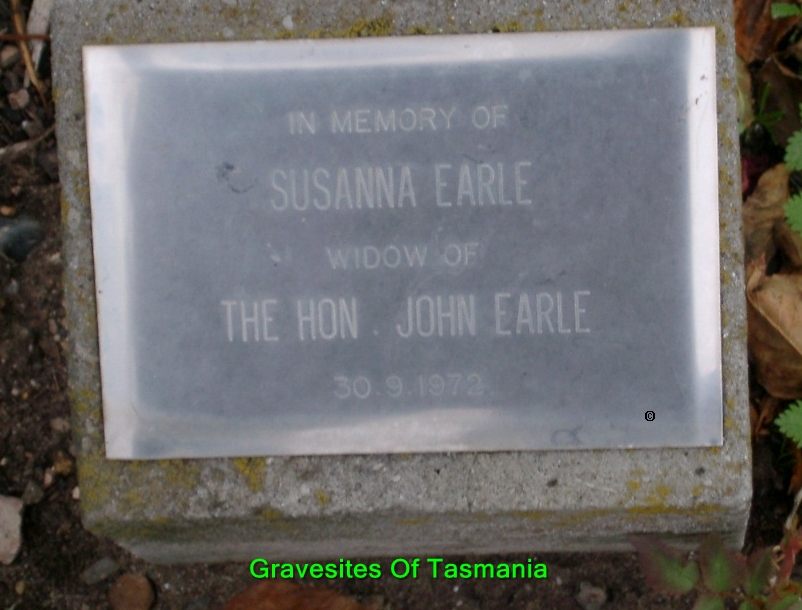 IN MEMORY OF
SUSANNA EARLE
WIDOW OF
THE HON. JOHN EARLE
30.9.1972
©
Gravesites Of Tasmania